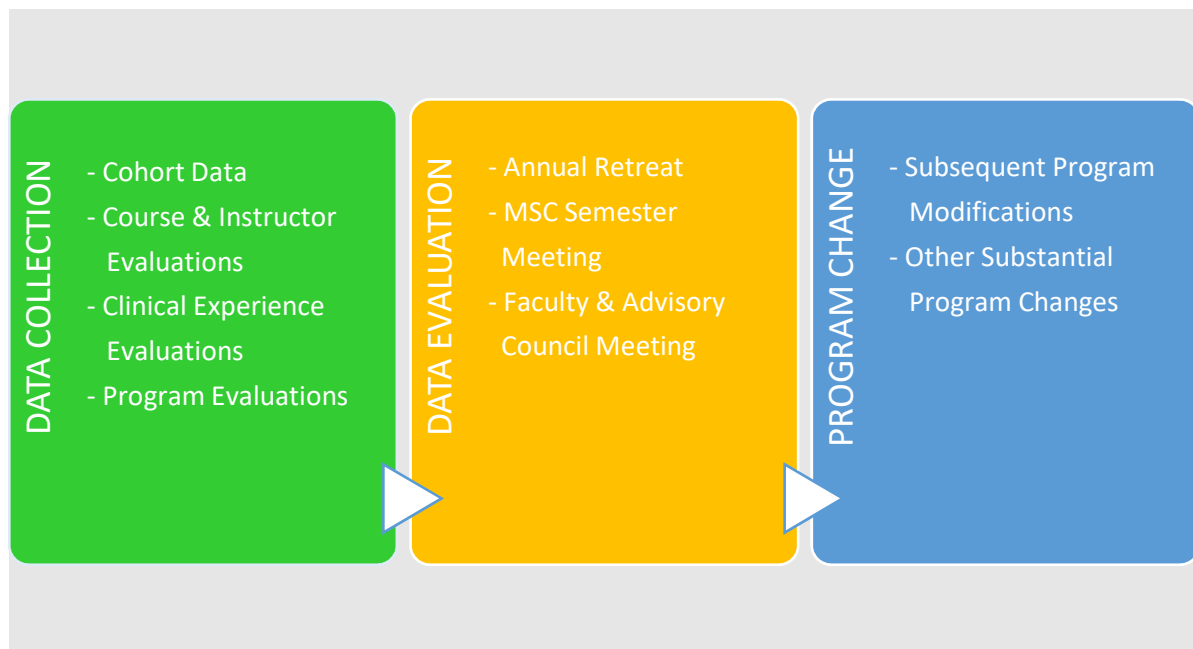 DATA COLLECTION
- Cohort Data
- Course & Instructor
Evaluations
- Clinical Experience
Evaluations
- Program Evaluations
DATA EVALUATION
- Annual Retreat
- MSC Semester
Meeting
- Faculty & Advisory
Council Meeting
PROGRAM CHANGE
- Subsequent Program
Modifications
- Other Substantial
Program Changes